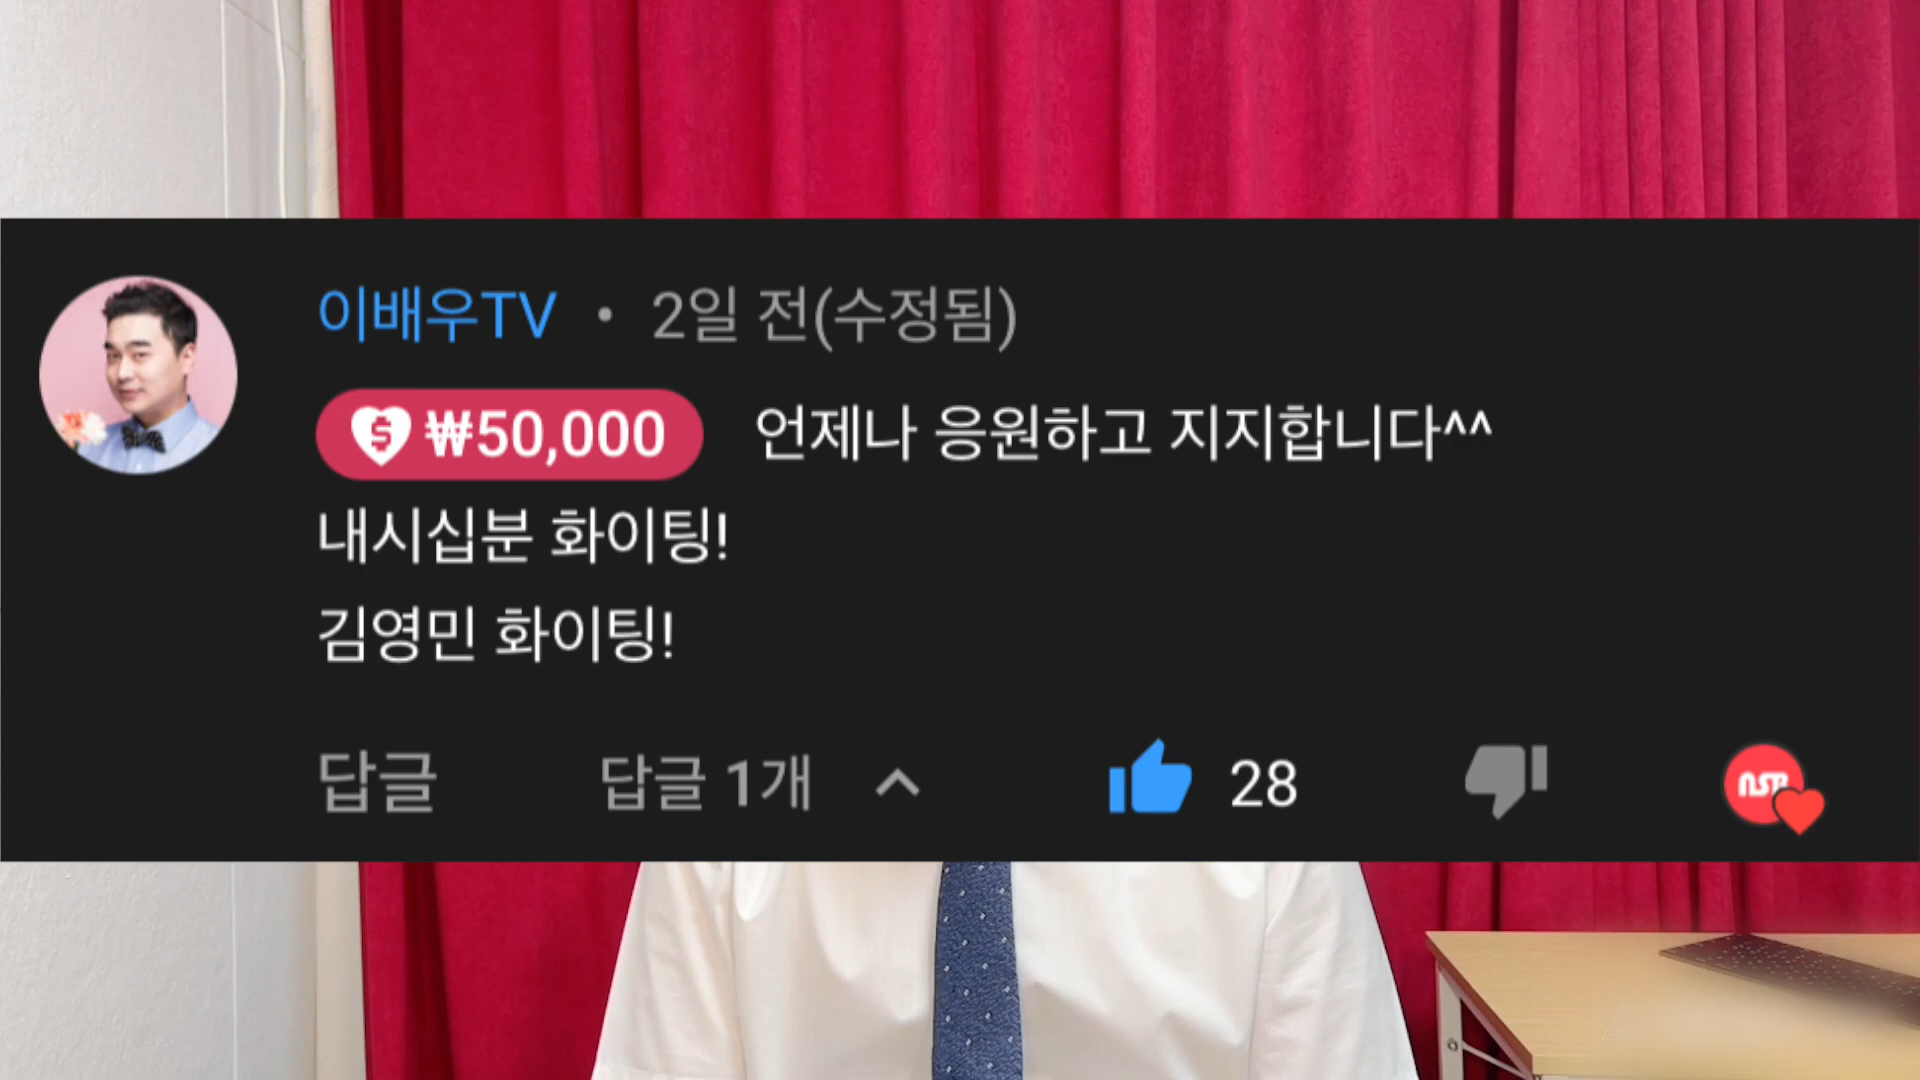 이배우TV • 2일 전(수정됨)
₩50,000 언제나 응원하고 지지합니다^^
내시십분 화이팅!
김영민 화이팅!
답글 답글 1개 28
NSB